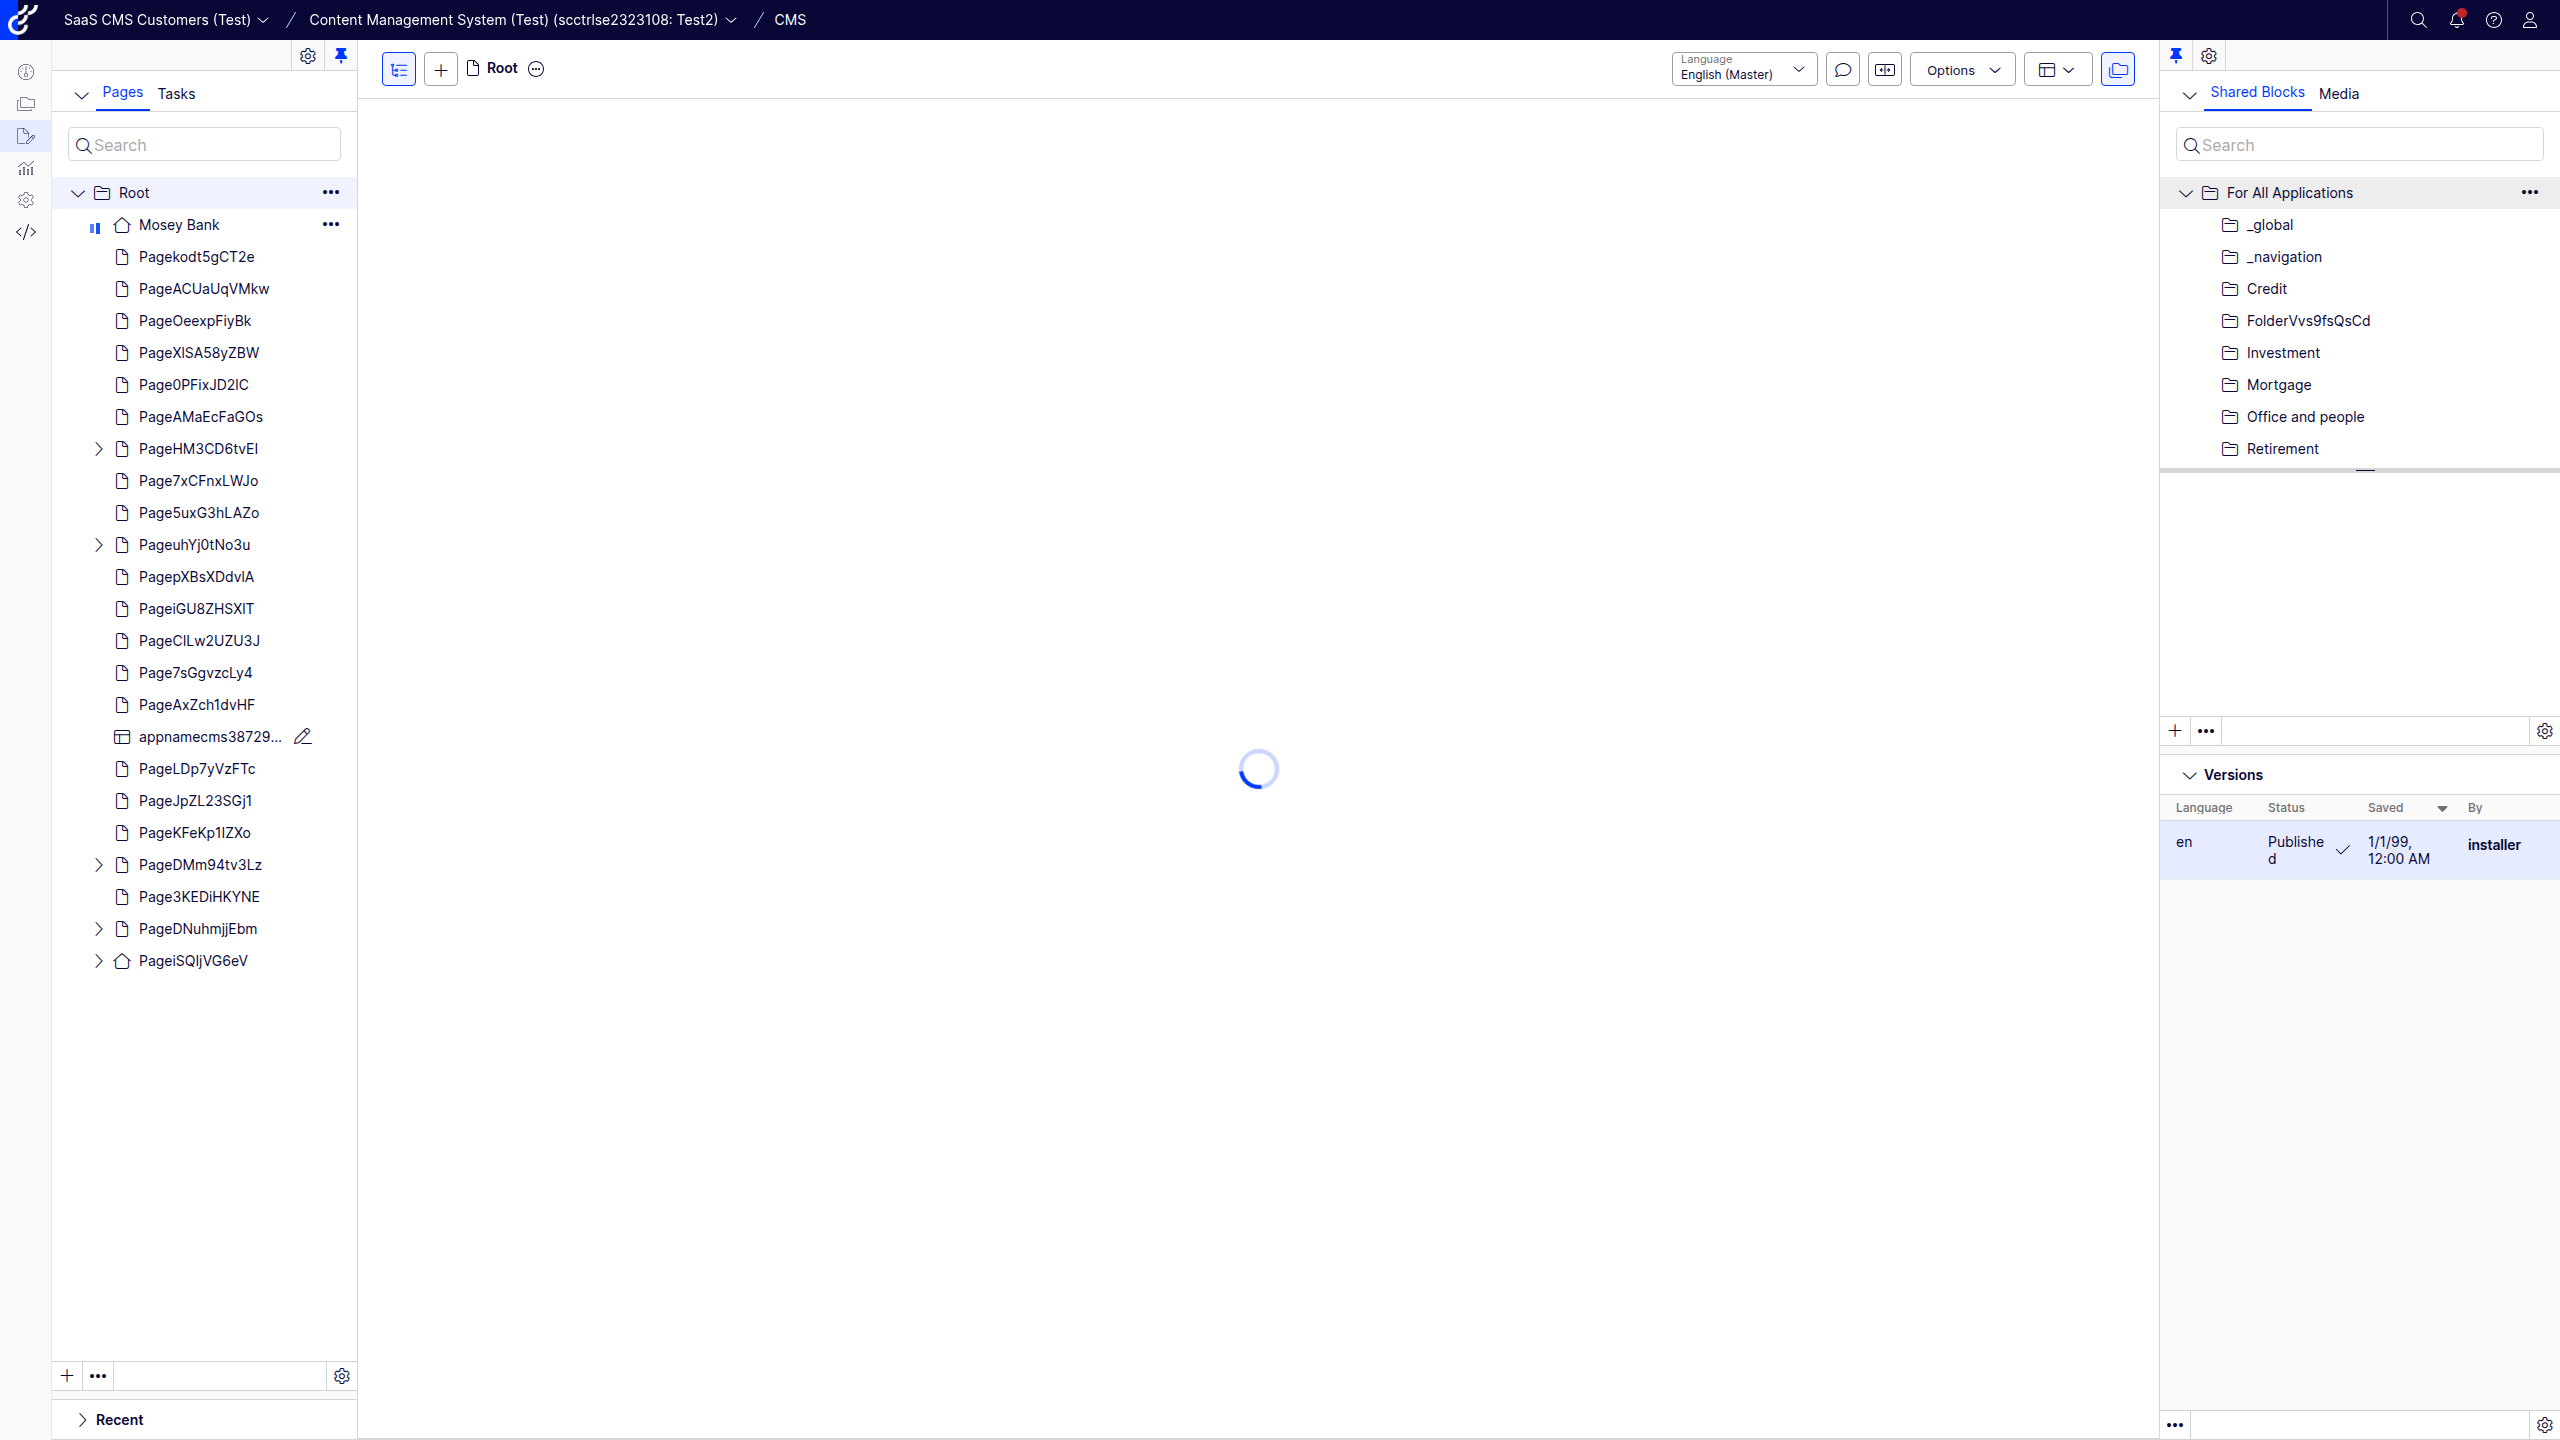 SaaS CMS Customers (Test) / Content Management System (Test) (scctrlse2323108: Test2) / CMS
Pages Tasks
Search
Root
Mosey Bank
Pagekodt5gCT2e
PageACUaUqVMkw
PageOeexpFiyBk
PageXlSA58yZBW
Page0PFixJD2lC
PageAMaEcFaGOs
PageHM3CD6tvEl
Page7xCFnxLWJo
Page5uxG3hLAZo
PageuhYj0tNo3u
PagepXBsXDdvlA
PageiGU8ZHSXlT
PageClLw2UZU3J
Page7sGgvzcLy4
PageAxZch1dvHF
appnamecms38729...
PageLDp7yVzFTc
PageJpZL23SGj1
PageKFeKp1IZXo
PageDMm94tv3Lz
Page3KEDiHKYNE
PageDNuhmjjEbm
PageiSQljVG6eV
Recent
Root
Language
English (Master)
Options
Shared Blocks Media
Search
For All Applications
_global
_navigation
Credit
FolderVvs9fsQsCd
Investment
Mortgage
Office and people
Retirement
Versions
Language Status Saved By
en Publishe 1/1/99, installer
d 12:00 AM